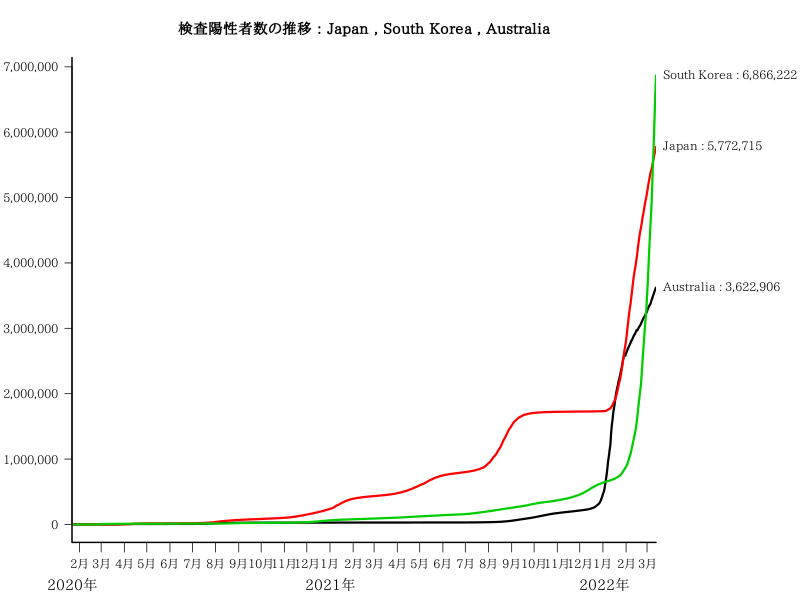 検査陽性者数の推移 : Japan , South Korea , Australia
7,000,000
6,000,000
5,000,000
4,000,000
3,000,000
2,000,000
1,000,000
0
South Korea : 6,866,222
Japan : 5,772,715
Australia : 3,622,906
2月 3月 4月 5月 6月 7月 8月 9月 10月 11月 12月 1月 2月 3月 4月 5月 6月 7月 8月 9月 10月 11月 12月 1月 2月 3月
2020年 2021年 2022年